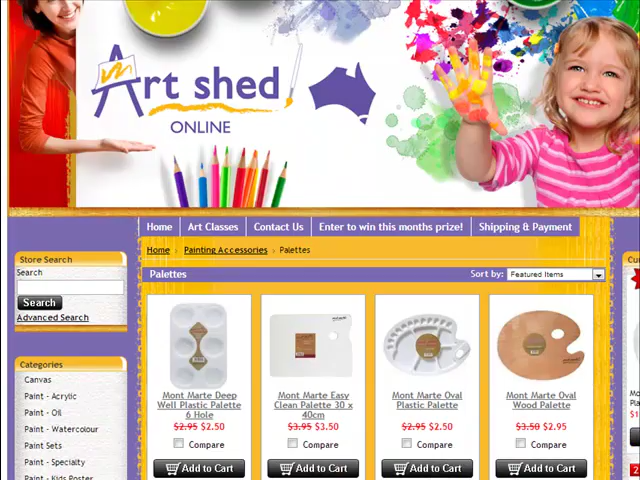 Art shed
ONLINE
Home
Art Classes
Contact Us
Enter to win this months prize!
Shipping & Payment
Home › Painting Accessories › Palettes
Store Search
Search
Search
Advanced Search
Palettes
Sort by: Featured Items
Mont Marte Deep
Well Plastic Palette
6 Hole
$2.95 $2.50
Compare
Add to Cart
Mont Marte Easy
Clean Palette 30 x
40cm
$3.95 $3.50
Compare
Add to Cart
Mont Marte Oval
Plastic Palette
$2.95 $2.50
Compare
Add to Cart
Mont Marte Oval
Wood Palette
$3.50 $2.95
Compare
Add to Cart
Categories
Canvas
Paint - Acrylic
Paint - Oil
Paint - Watercolour
Paint Sets
Paint - Specialty
Paint - Kids Poster